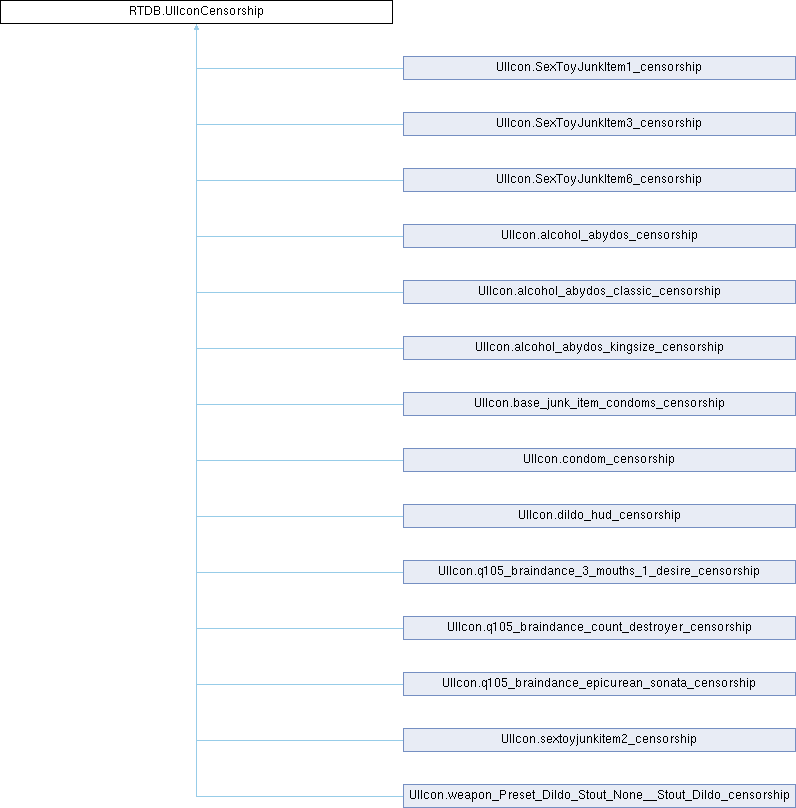 RTDB.UIIconCensorship
UIIcon.SexToyJunkItem1_censorship
UIIcon.SexToyJunkItem3_censorship
UIIcon.SexToyJunkItem6_censorship
UIIcon.alcohol_abydos_censorship
UIIcon.alcohol_abydos_classic_censorship
UIIcon.alcohol_abydos_kingsize_censorship
UIIcon.base_junk_item_condoms_censorship
UIIcon.condom_censorship
UIIcon.dildo_hud_censorship
UIIcon.q105_braindance_3_mouths_1_desire_censorship
UIIcon.q105_braindance_count_destroyer_censorship
UIIcon.q105_braindance_epicurean_sonata_censorship
UIIcon.sextoyjunkitem2_censorship
UIIcon.weapon_Preset_Dildo_Stout_None__Stout_Dildo_censorship